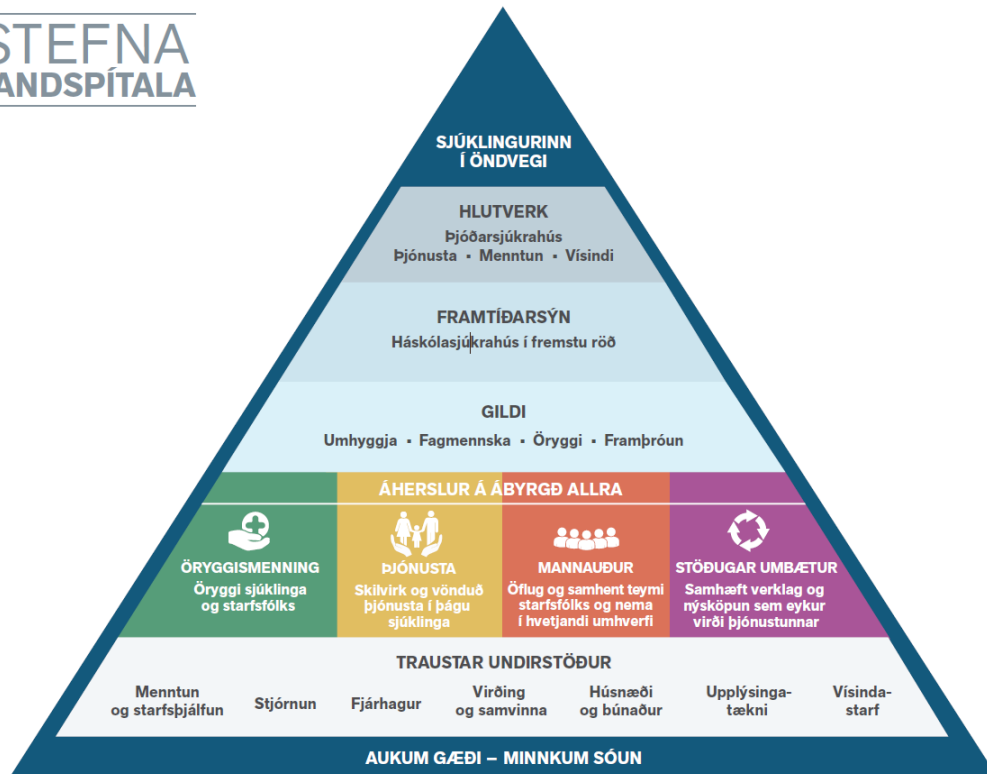 STEFNA
ANDSPÍTALA
SJÚKLINGURINN
Í ÖNDVEGI
HLUTVERK
Þjóðarsjúkrahús
Þjónusta ▪ Menntun ▪ Vísindi
FRAMTÍÐARSÝN
Háskólasjúkrahús í fremstu röð
GILDI
Umhyggja ▪ Fagmennska ▪ Öryggi ▪ Framþróun
ÁHERSLUR Á ÁBYRGÐ ALLRA
ÖRYGGISMENNING
Öryggi sjúklinga
og starfsfólks
ÞJÓNUSTA
Skilvirk og vönduð
þjónusta í þágu
sjúklinga
MANNAUÐUR
Öflug og samhent teymi
starfsfólks og nema
í hvetjandi umhverfi
STÖÐUGAR UMBÆTUR
Samhæft verklag og
nýsköpun sem eykur
virði þjónustunnar
TRAUSTAR UNDIRSTÖÐUR
Menntun
og starfsþjálfun
Stjórnun
Fjárhagur
Virðing
og samvinna
Húsnæði
og búnaður
Upplýsinga-
tækni
Vísinda-
starf
AUKUM GÆÐI – MINNKUM SÓUN